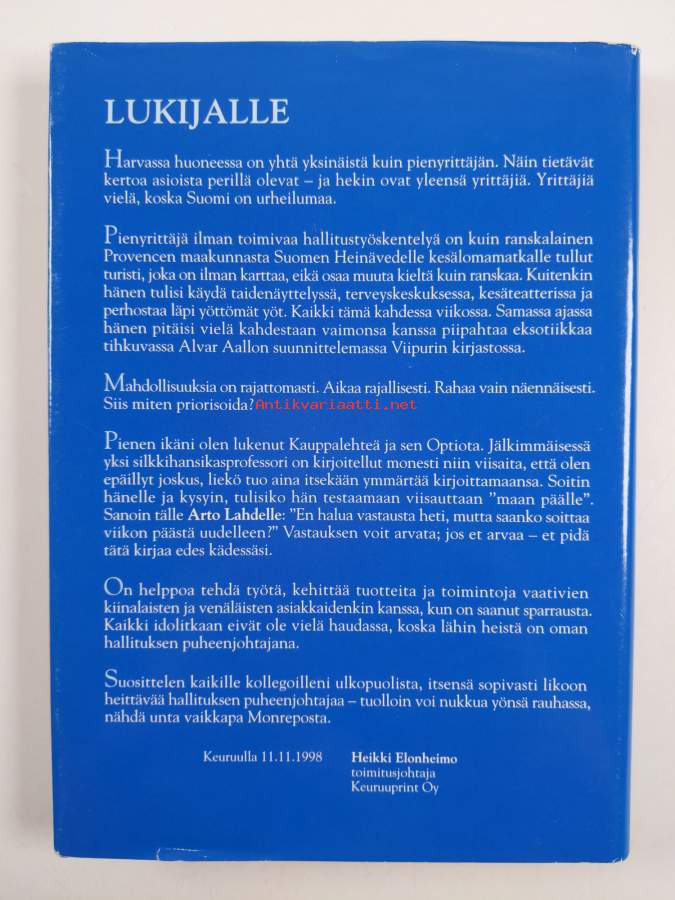 LUKIJALLE
Harvassa huoneessa on yhtä yksinäistä kuin pienyrittäjän. Näin tietävät
kertoa asioista perillä olevat – ja hekin ovat yleensä yrittäjiä. Yrittäjiä
vielä, koska Suomi on urheilumaa.
Pienyrittäjä ilman toimivaa hallitustyöskentelyä on kuin ranskalainen
Provencen maakunnasta Suomen Heinävedelle kesälomamatkalle tullut
turisti, joka on ilman karttaa, eikä osaa muuta kieltä kuin ranskaa. Kuitenkin
hänen tulisi käydä taidenäyttelyssä, terveyskeskuksessa, kesäteatterissa ja
perhostaa läpi yöttömät yöt. Kaikki tämä kahdessa viikossa. Samassa ajassa
hänen pitäisi vielä kahdestaan vaimonsa kanssa piipahtaa eksotiikkaa
tihkuvassa Alvar Aallon suunnittelemassa Viipurin kirjastossa.
Mahdollisuuksia on rajattomasti. Aikaa rajallisesti. Rahaa vain näennäisesti.
Siis miten priorisoida?
Antikvariaatti.net
Pienen ikäni olen lukenut Kauppalehteä ja sen Optiota. Jälkimmäisessä
yksi silkkihansikasprofessori on kirjoitellut monesti niin viisaita, että olen
epäillyt joskus, liekö tuo aina itsekään ymmärtää kirjoittamaansa. Soitin
hänelle ja kysyin, tulisiko hän testaamaan viisauttaan ”maan päälle”.
Sanoin tälle Arto Lahdelle: ”En halua vastausta heti, mutta saanko soittaa
viikon päästä uudelleen?” Vastauksen voit arvata; jos et arvaa – et pidä
tätä kirjaa edes kädessäsi.
On helppoa tehdä työtä, kehittää tuotteita ja toimintoja vaativien
kiinalaisten ja venäläisten asiakkaidenkin kanssa, kun on saanut sparrausta.
Kaikki idolitkaan eivät ole vielä haudassa, koska lähin heistä on oman
hallituksen puheenjohtajana.
Suosittelen kaikille kollegoilleni ulkopuolista, itsensä sopivasti likoon
heittävää hallituksen puheenjohtajaa – tuolloin voi nukkua yönsä rauhassa,
nähdä unta vaikkapa Monreposta.
Keuruulla 11.11.1998
Heikki Elonheimo
toimitusjohtaja
Keuruuprint Oy